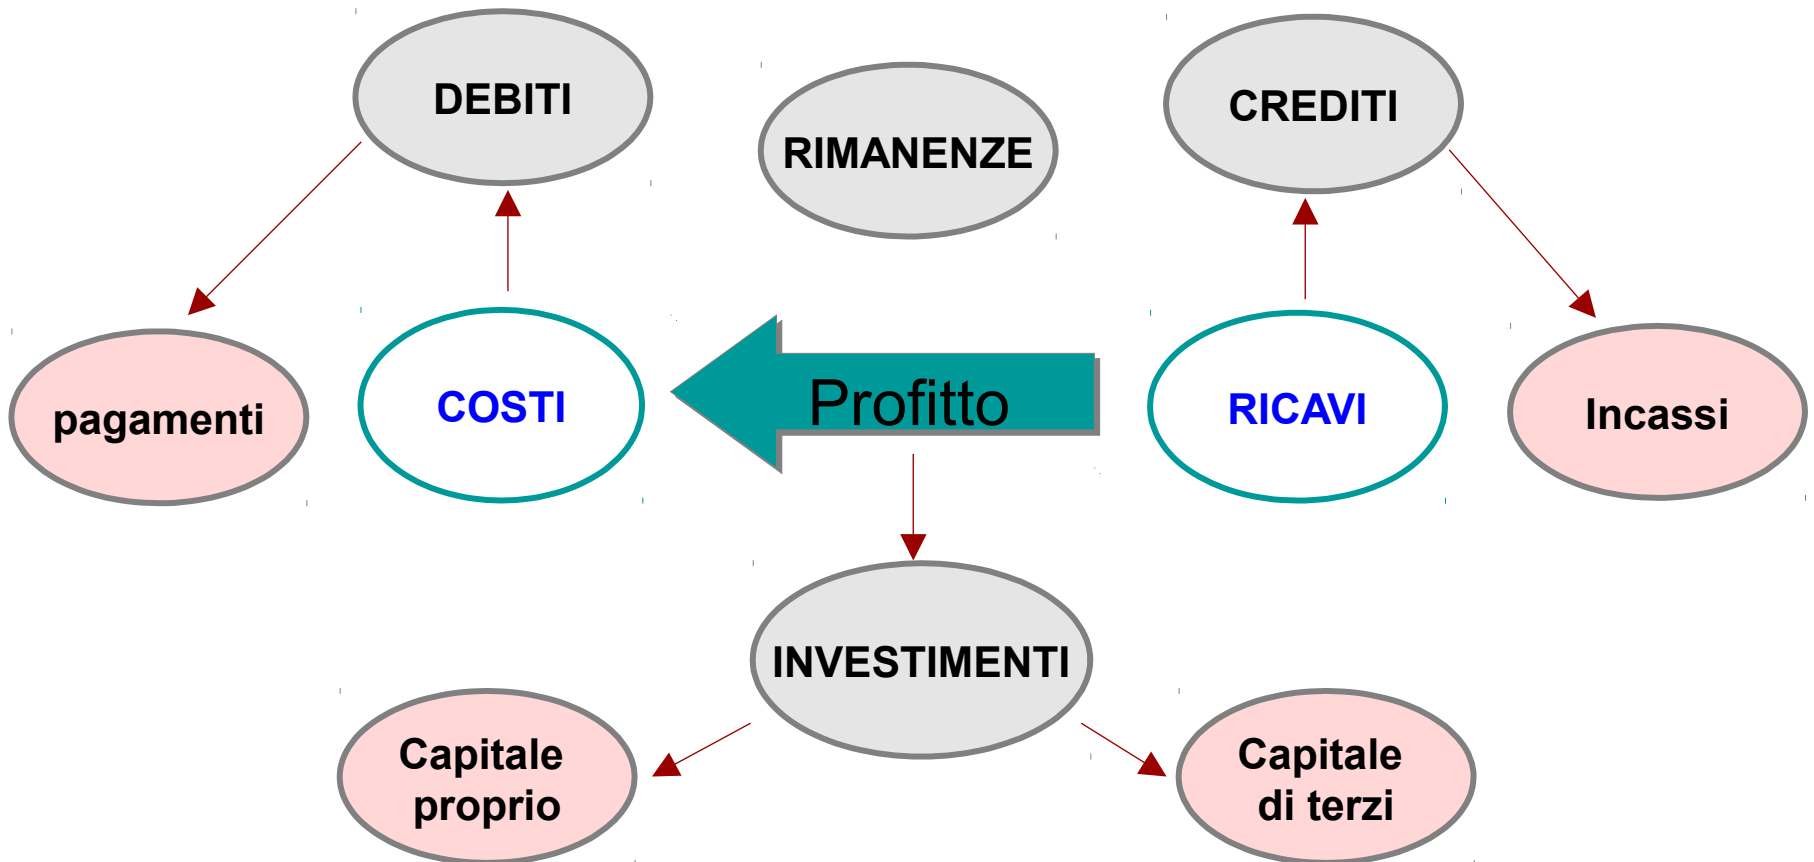 DEBITI
CREDITI
RIMANENZE
pagamenti
COSTI
Profitto
RICAVI
Incassi
INVESTIMENTI
Capitale
proprio
Capitale
di terzi